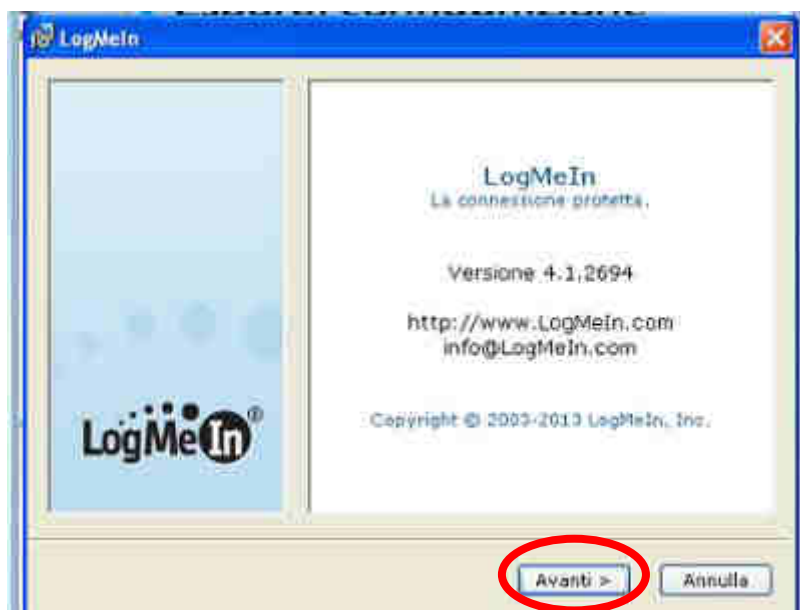 LogMeIn
LogMeIn
La connessione protetta.
Versione 4.1.2694
http://www.LogMeIn.com
info@LogMeIn.com
Copyright © 2003-2013 LogMeIn, Inc.
LogMeIn®
Avanti >
Annulla